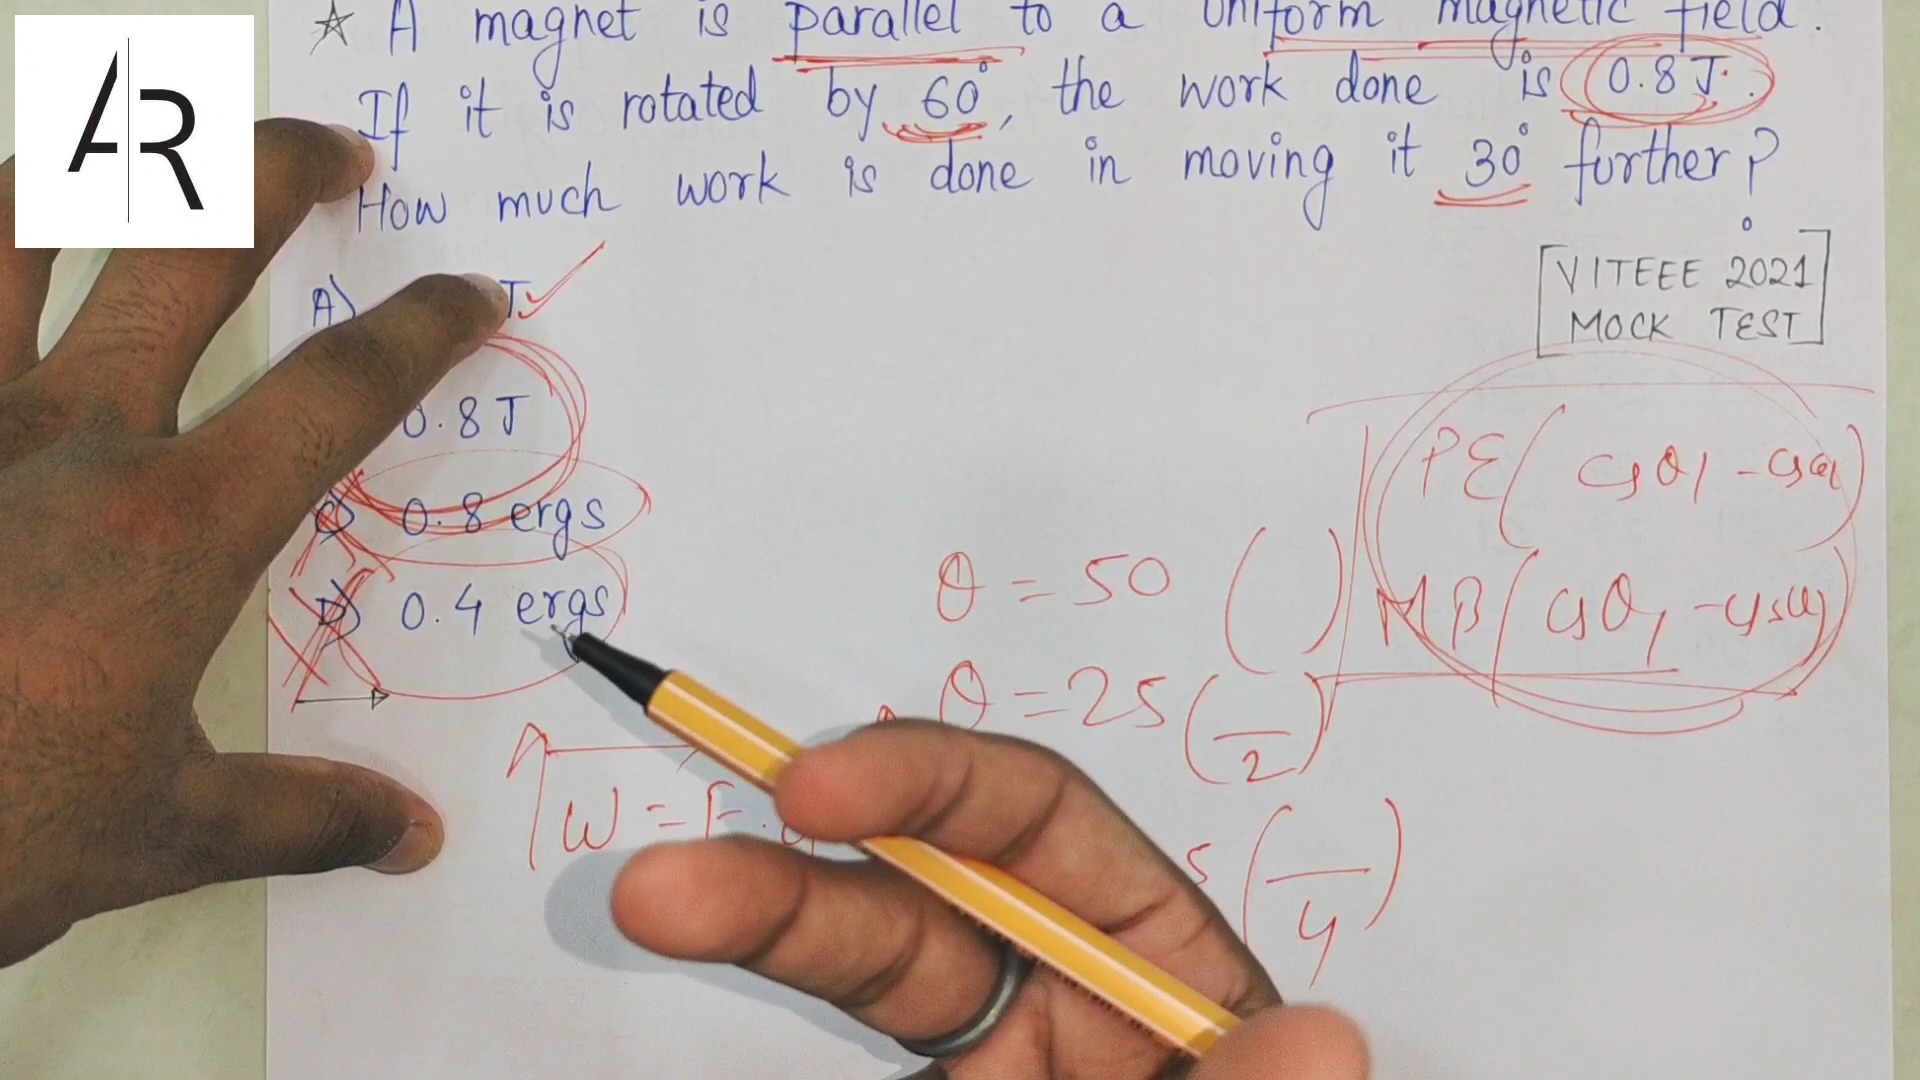 AR
☆ A magnet is parallel to a uniform magnetic field.
If it is rotated by 60°, the work done is 0.8 J.
How much work is done in moving it 30° further?
[VITEEE 2021
MOCK TEST]
A) J
0.8 J
C) 0.8 ergs
D) 0.4 ergs
PE(
θ = 50 ( )
MB(
θ = 25 ( /2)
W = F.
( /4)